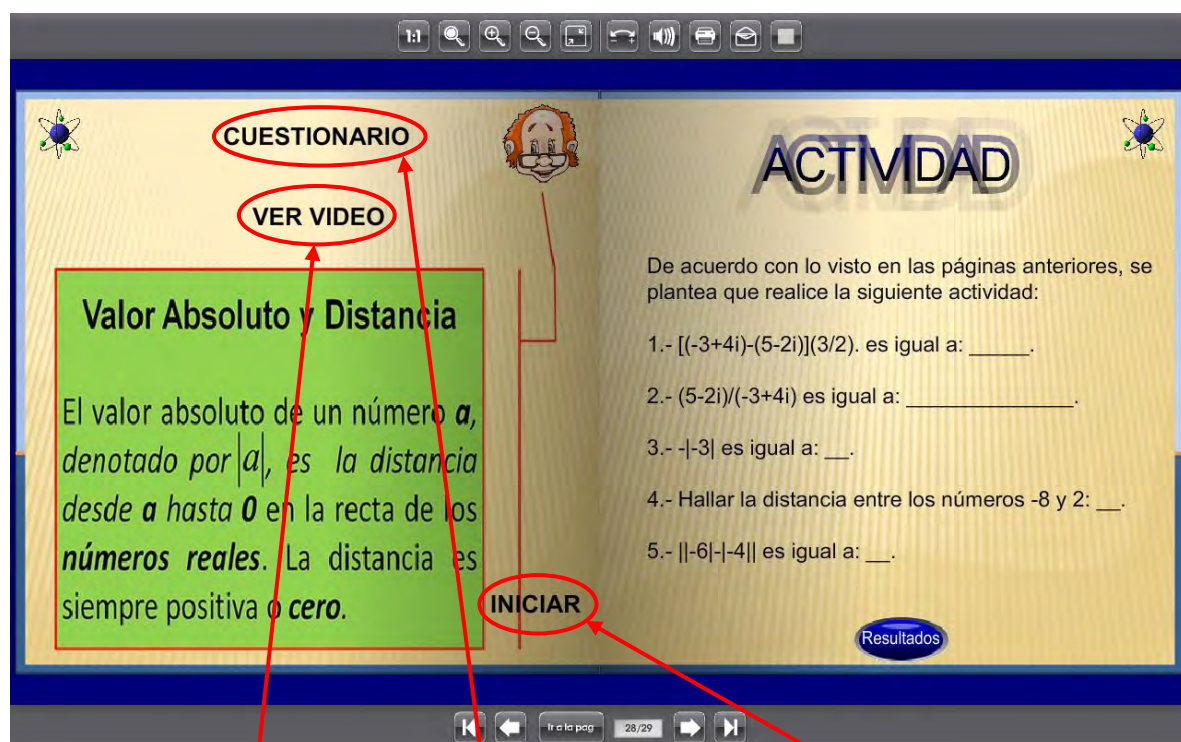 1:1
CUESTIONARIO
VER VIDEO
Valor Absoluto y Distancia
El valor absoluto de un número a,
denotado por |a|, es la distancia
desde a hasta 0 en la recta de los
números reales. La distancia es
siempre positiva o cero.
INICIAR
ACTIVIDAD
De acuerdo con lo visto en las páginas anteriores, se
plantea que realice la siguiente actividad:
1.- [(-3+4i)-(5-2i)](3/2). es igual a: _____.
2.- (5-2i)/(-3+4i) es igual a: _______________.
3.- -|-3| es igual a: __.
4.- Hallar la distancia entre los números -8 y 2: __.
5.- ||-6|-|-4|| es igual a: __.
Resultados
Ir a la pag
28/29